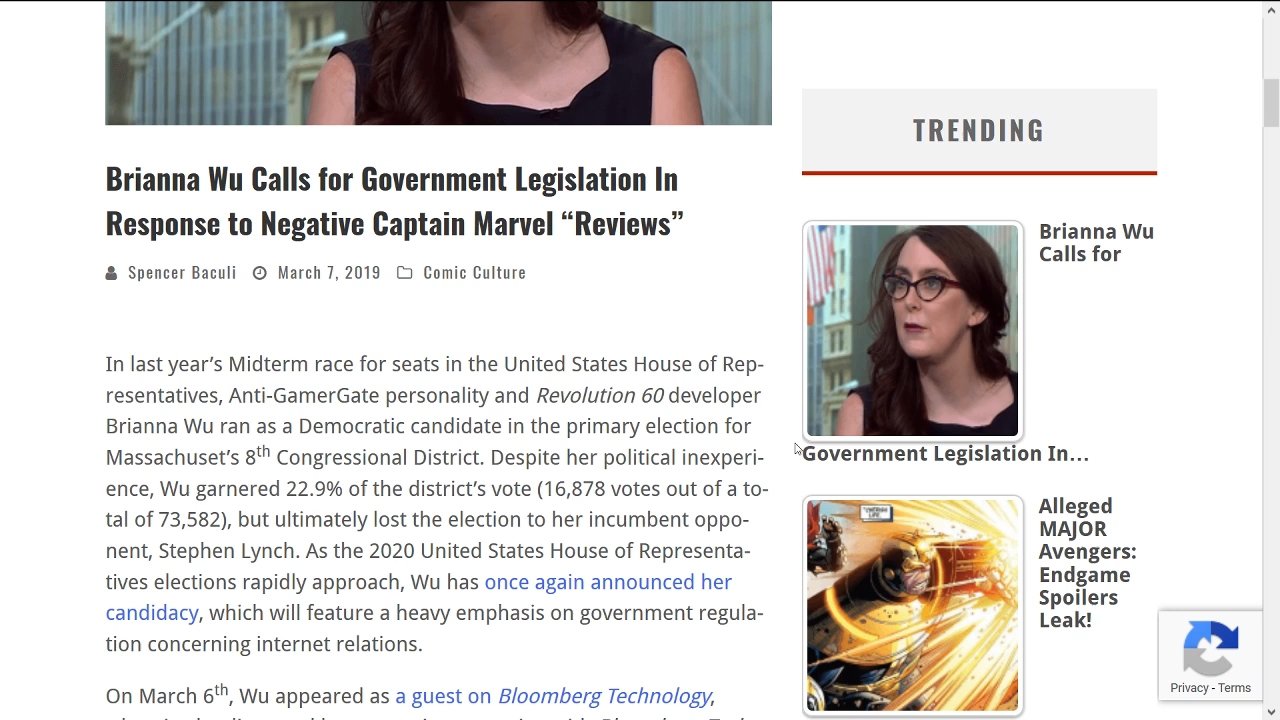 Brianna Wu Calls for Government Legislation In
Response to Negative Captain Marvel “Reviews”
Spencer Baculi March 7, 2019 Comic Culture
In last year’s Midterm race for seats in the United States House of Rep-
resentatives, Anti-GamerGate personality and Revolution 60 developer
Brianna Wu ran as a Democratic candidate in the primary election for
Massachuset’s 8th Congressional District. Despite her political inexperi-
ence, Wu garnered 22.9% of the district’s vote (16,878 votes out of a to-
tal of 73,582), but ultimately lost the election to her incumbent oppo-
nent, Stephen Lynch. As the 2020 United States House of Representa-
tives elections rapidly approach, Wu has once again announced her
candidacy, which will feature a heavy emphasis on government regula-
tion concerning internet relations.
On March 6th, Wu appeared as a guest on Bloomberg Technology,
TRENDING
Brianna Wu
Calls for
Government Legislation In...
Alleged
MAJOR
Avengers:
Endgame
Spoilers
Leak!
Privacy - Terms